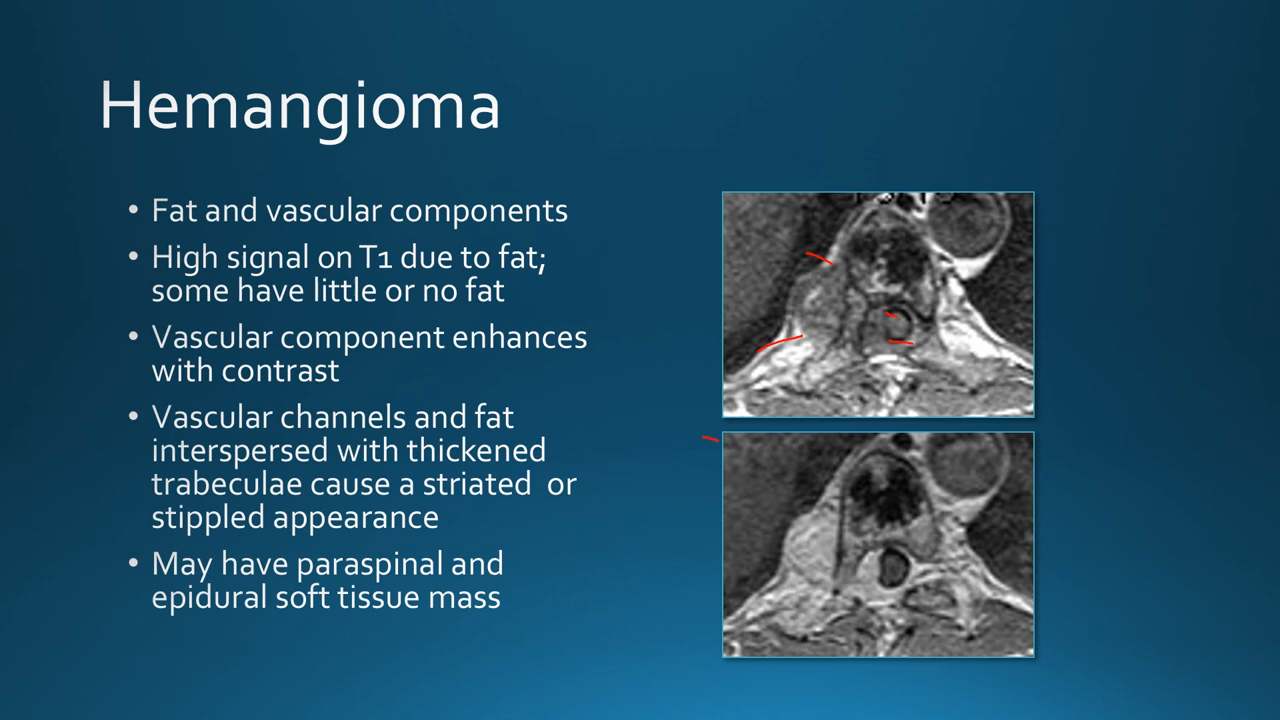 Hemangioma
• Fat and vascular components
• High signal on T1 due to fat;
some have little or no fat
• Vascular component enhances
with contrast
• Vascular channels and fat
interspersed with thickened
trabeculae cause a striated  or
stippled appearance
• May have paraspinal and
epidural soft tissue mass